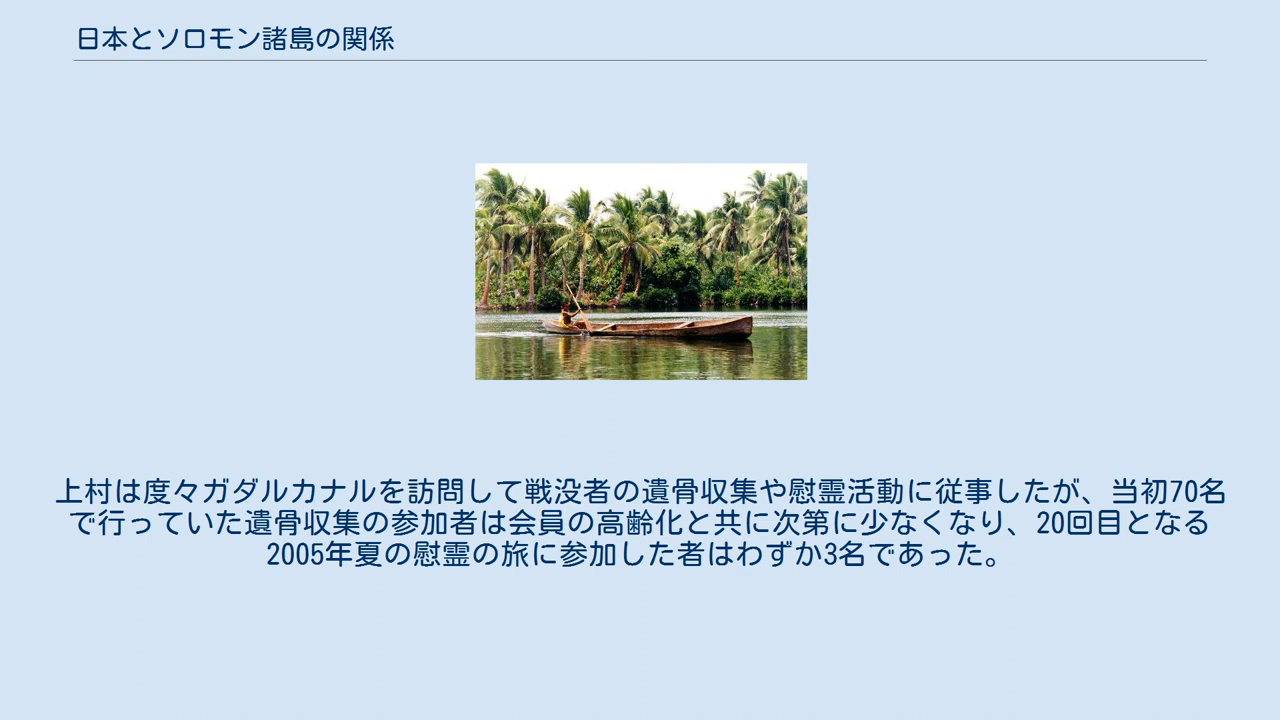 日本とソロモン諸島の関係
上村は度々ガダルカナルを訪問して戦没者の遺骨収集や慰霊活動に従事したが、当初70名
で行っていた遺骨収集の参加者は会員の高齢化と共に次第に少なくなり、20回目となる
2005年夏の慰霊の旅に参加した者はわずか3名であった。